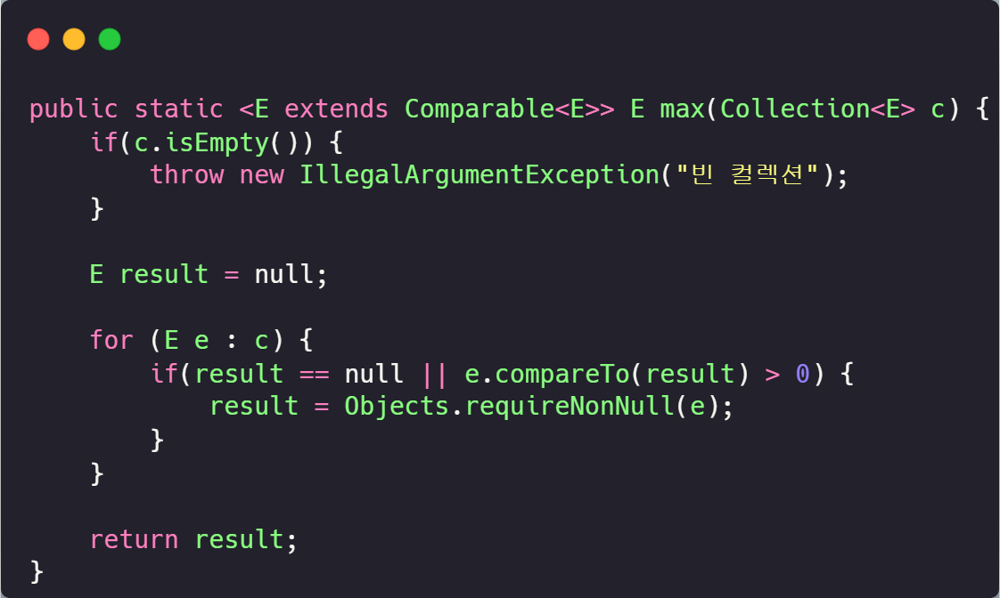 public static <E extends Comparable<E>> E max(Collection<E> c) {
    if(c.isEmpty()) {
        throw new IllegalArgumentException("빈 컬렉션");
    }

    E result = null;

    for (E e : c) {
        if(result == null || e.compareTo(result) > 0) {
            result = Objects.requireNonNull(e);
        }
    }

    return result;
}